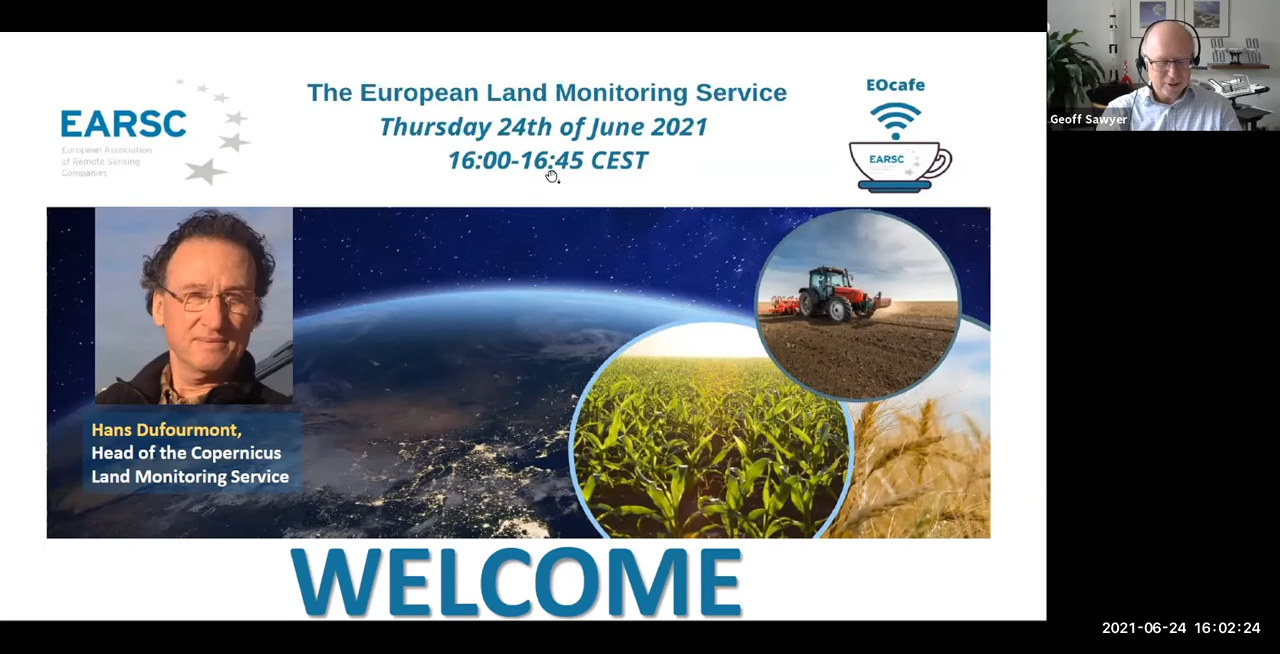 The European Land Monitoring Service
Thursday 24th of June 2021
16:00-16:45 CEST
EARSC
European Association
of Remote Sensing
Companies
EOcafe
EARSC
Geoff Sawyer
Hans Dufourmont,
Head of the Copernicus
Land Monitoring Service
WELCOME
2021-06-24 16:02:24